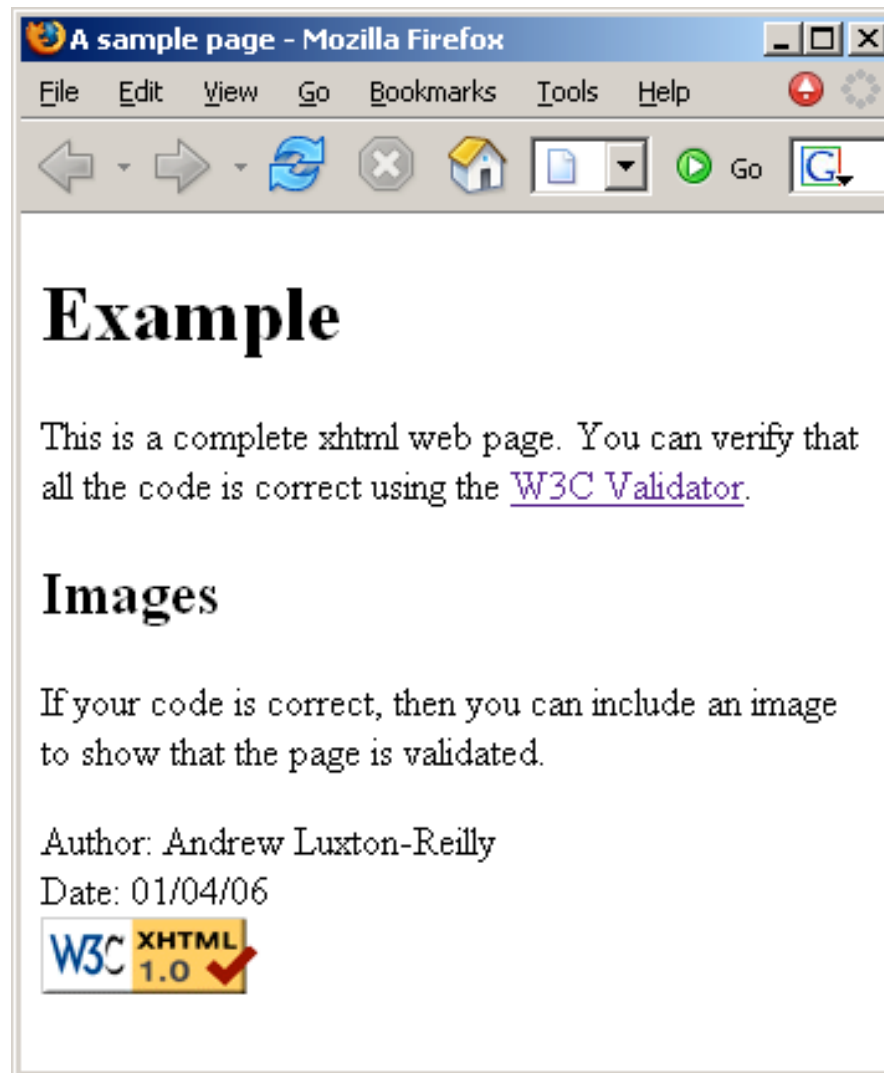 A sample page - Mozilla Firefox
File Edit View Go Bookmarks Tools Help
Go G
Example
This is a complete xhtml web page. You can verify that
all the code is correct using the W3C Validator.
Images
If your code is correct, then you can include an image
to show that the page is validated.
Author: Andrew Luxton-Reilly
Date: 01/04/06
W3C XHTML
1.0